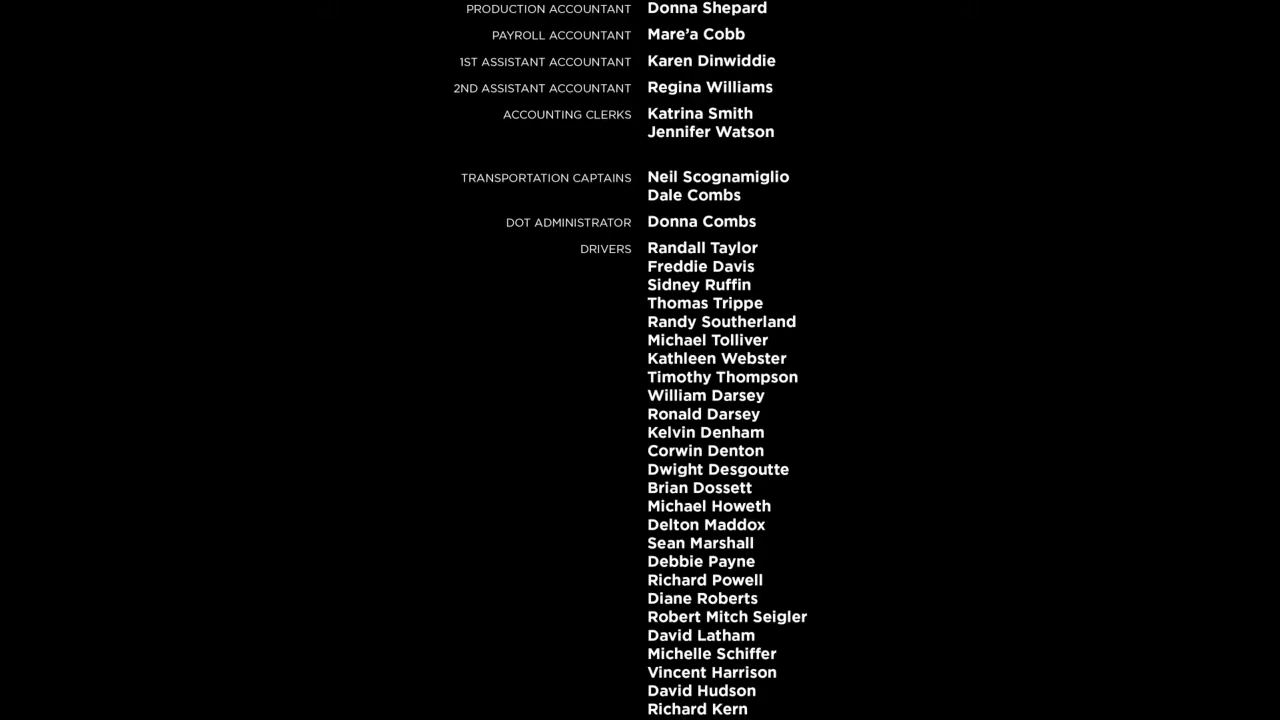 PRODUCTION ACCOUNTANT Donna Shepard
PAYROLL ACCOUNTANT Mare’a Cobb
1ST ASSISTANT ACCOUNTANT Karen Dinwiddie
2ND ASSISTANT ACCOUNTANT Regina Williams
ACCOUNTING CLERKS Katrina Smith
Jennifer Watson
TRANSPORTATION CAPTAINS Neil Scognamiglio
Dale Combs
DOT ADMINISTRATOR Donna Combs
DRIVERS Randall Taylor
Freddie Davis
Sidney Ruffin
Thomas Trippe
Randy Southerland
Michael Tolliver
Kathleen Webster
Timothy Thompson
William Darsey
Ronald Darsey
Kelvin Denham
Corwin Denton
Dwight Desgoutte
Brian Dossett
Michael Howeth
Delton Maddox
Sean Marshall
Debbie Payne
Richard Powell
Diane Roberts
Robert Mitch Seigler
David Latham
Michelle Schiffer
Vincent Harrison
David Hudson
Richard Kern